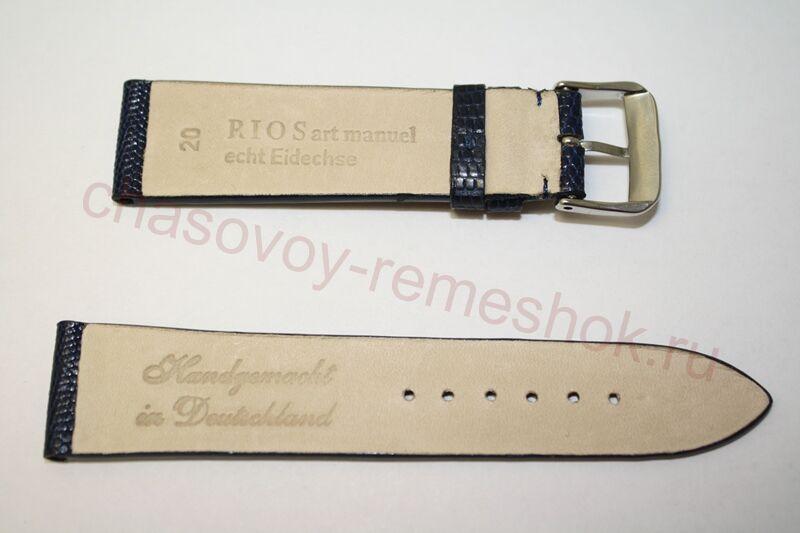 20
RIOS art manuel
echt Eidechse
chasovoy-remeshok.ru
Handgemacht
in Deutschland